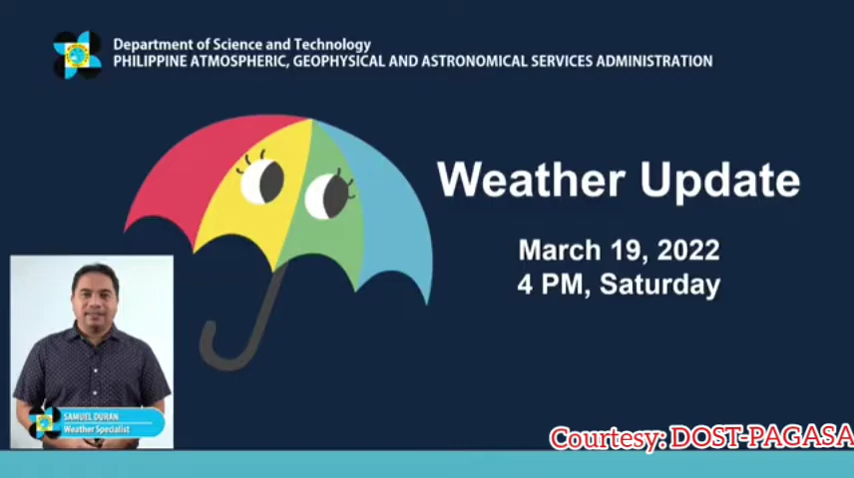 Department of Science and Technology
PHILIPPINE ATMOSPHERIC, GEOPHYSICAL AND ASTRONOMICAL SERVICES ADMINISTRATION
Weather Update
March 19, 2022
4 PM, Saturday
SAMUEL DURAN
Weather Specialist
Courtesy: DOST-PAGASA